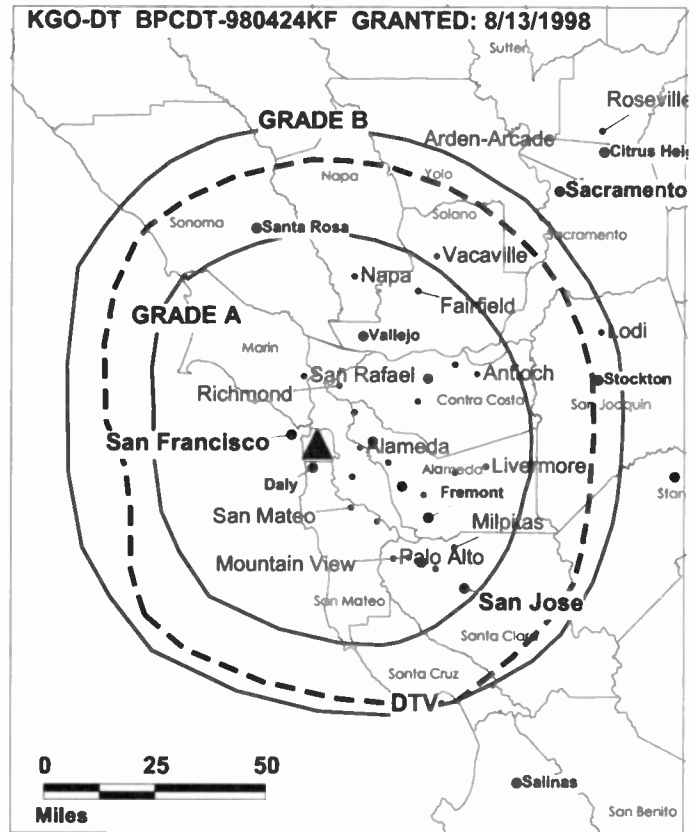 KGO-DT BPCDT-980424KF GRANTED: 8/13/1998
Sutter
Roseville
GRADE B
Arden-Arcade
Citrus Heig
Napa
Yolo
Sacramento
Solano
Sonoma
Santa Rosa
Sacramento
Vacaville
Napa
Fairfield
GRADE A
Vallejo
Lodi
Marin
San Rafael
Antioch
Stockton
Richmond
Contra Costa
San Joaquin
San Francisco
Alameda
Alameda
Livermore
Daly
Fremont
Stan
San Mateo
Milpitas
Mountain View
Palo Alto
San Mateo
San Jose
Santa Clara
Santa Cruz
DTV
0 25 50
Miles
Salinas
San Benito